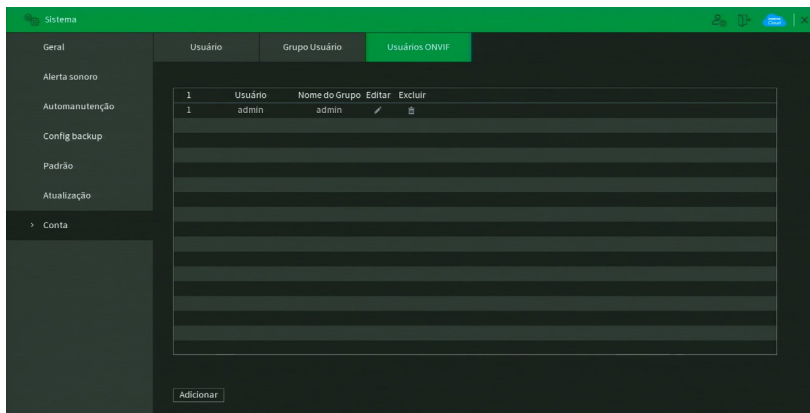 Sistema
Geral
Alerta sonoro
Automanutenção
Config backup
Padrão
Atualização
› Conta
Usuário Grupo Usuário Usuários ONVIF
1 Usuário Nome do Grupo Editar Excluir
1 admin admin
Adicionar